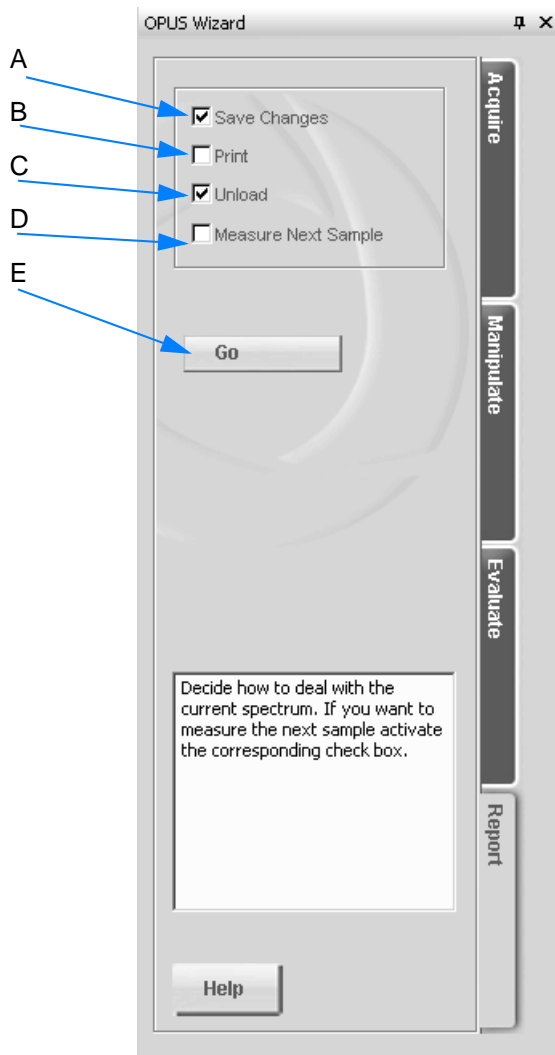 OPUS Wizard
A
B
C
D
E
Save Changes
Print
Unload
Measure Next Sample
Go
Decide how to deal with the
current spectrum. If you want to
measure the next sample activate
the corresponding check box.
Help
Acquire
Manipulate
Evaluate
Report